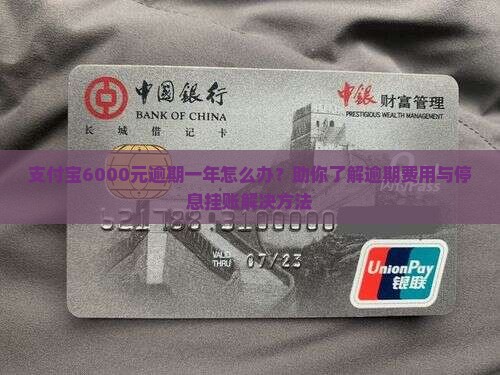 中國銀行
BANK OF CHINA
长城借记卡
中银 财富管理
PRESTIGIOUS WEALTH MANAGEMENT
支付宝6000元逾期一年怎么办?助你了解逾期费用与停
息挂账解决方法
VALID
THRU
07/23
UnionPay
银联